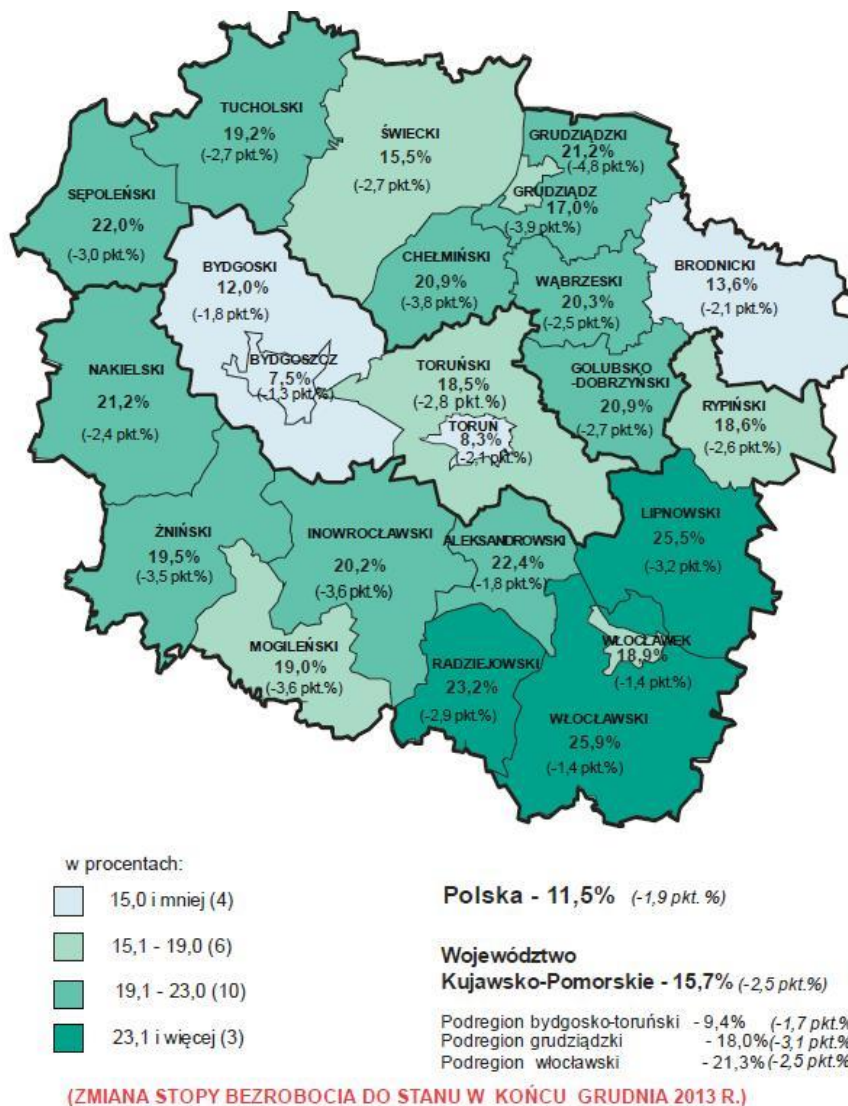 TUCHOLSKI
19,2%
(-2,7 pkt.%)
ŚWIECKI
15,5%
(-2,7 pkt.%)
GRUDZIĄDZKI
21,2%
(-4,8 pkt.%)
GRUDZIĄDZ
17,0%
(-3,9 pkt.%)
SĘPOLEŃSKI
22,0%
(-3,0 pkt.%)
BYDGOSKI
12,0%
(-1,8 pkt.%)
CHEŁMIŃSKI
20,9%
(-3,8 pkt.%)
WĄBRZESKI
20,3%
(-2,5 pkt.%)
BRODNICKI
13,6%
(-2,1 pkt.%)
NAKIELSKI
21,2%
(-2,4 pkt.%)
BYDGOSZCZ
7,5%
(-1,3 pkt.%)
TORUŃSKI
18,5%
(-2,8 pkt.%)
TORUŃ
8,3%
(-2,1 pkt.%)
GOLUBSKO
-DOBRZYŃSKI
20,9%
(-2,7 pkt.%)
RYPIŃSKI
18,6%
(-2,6 pkt.%)
ŻNIŃSKI
19,5%
(-3,5 pkt.%)
INOWROCŁAWSKI
20,2%
(-3,6 pkt.%)
ALEKSANDROWSKI
22,4%
(-1,8 pkt.%)
LIPNOWSKI
25,5%
(-3,2 pkt.%)
MOGILEŃSKI
19,0%
(-3,6 pkt.%)
RADZIEJOWSKI
23,2%
(-2,9 pkt.%)
WŁOCŁAWEK
18,9%
(-1,4 pkt.%)
WŁOCŁAWSKI
25,9%
(-1,4 pkt.%)
w procentach:
15,0 i mniej (4)
15,1 - 19,0 (6)
19,1 - 23,0 (10)
23,1 i więcej (3)
Polska - 11,5% (-1,9 pkt. %)
Województwo
Kujawsko-Pomorskie - 15,7% (-2,5 pkt.%)
Podregion bydgosko-toruński - 9,4% (-1,7 pkt.%
Podregion grudziądzki - 18,0% (-3,1 pkt.%
Podregion włocławski - 21,3% (-2,5 pkt.%
(ZMIANA STOPY BEZROBOCIA DO STANU W KOŃCU GRUDNIA 2013 R.)